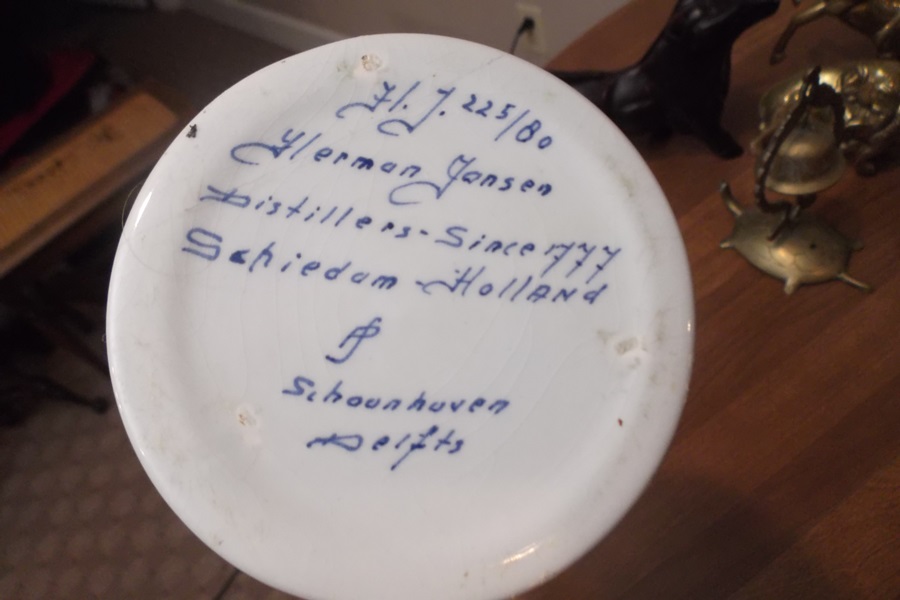 H.J. 225/80
Herman Jansen
Distillers-Since 1777
Schiedam-Holland
Schoonhoven
Delfts